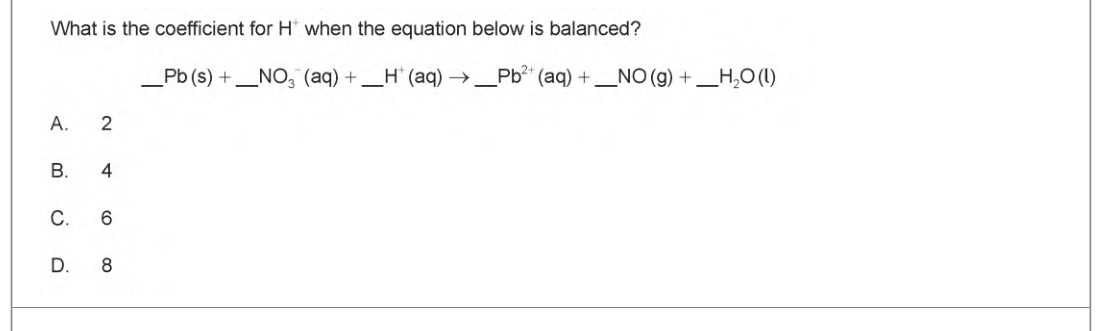 What is the coefficient for H⁺ when the equation below is balanced?
__Pb (s) + __NO₃⁻ (aq) + __H⁺ (aq) → __Pb²⁺ (aq) + __NO (g) + __H₂O (l)
A. 2
B. 4
C. 6
D. 8